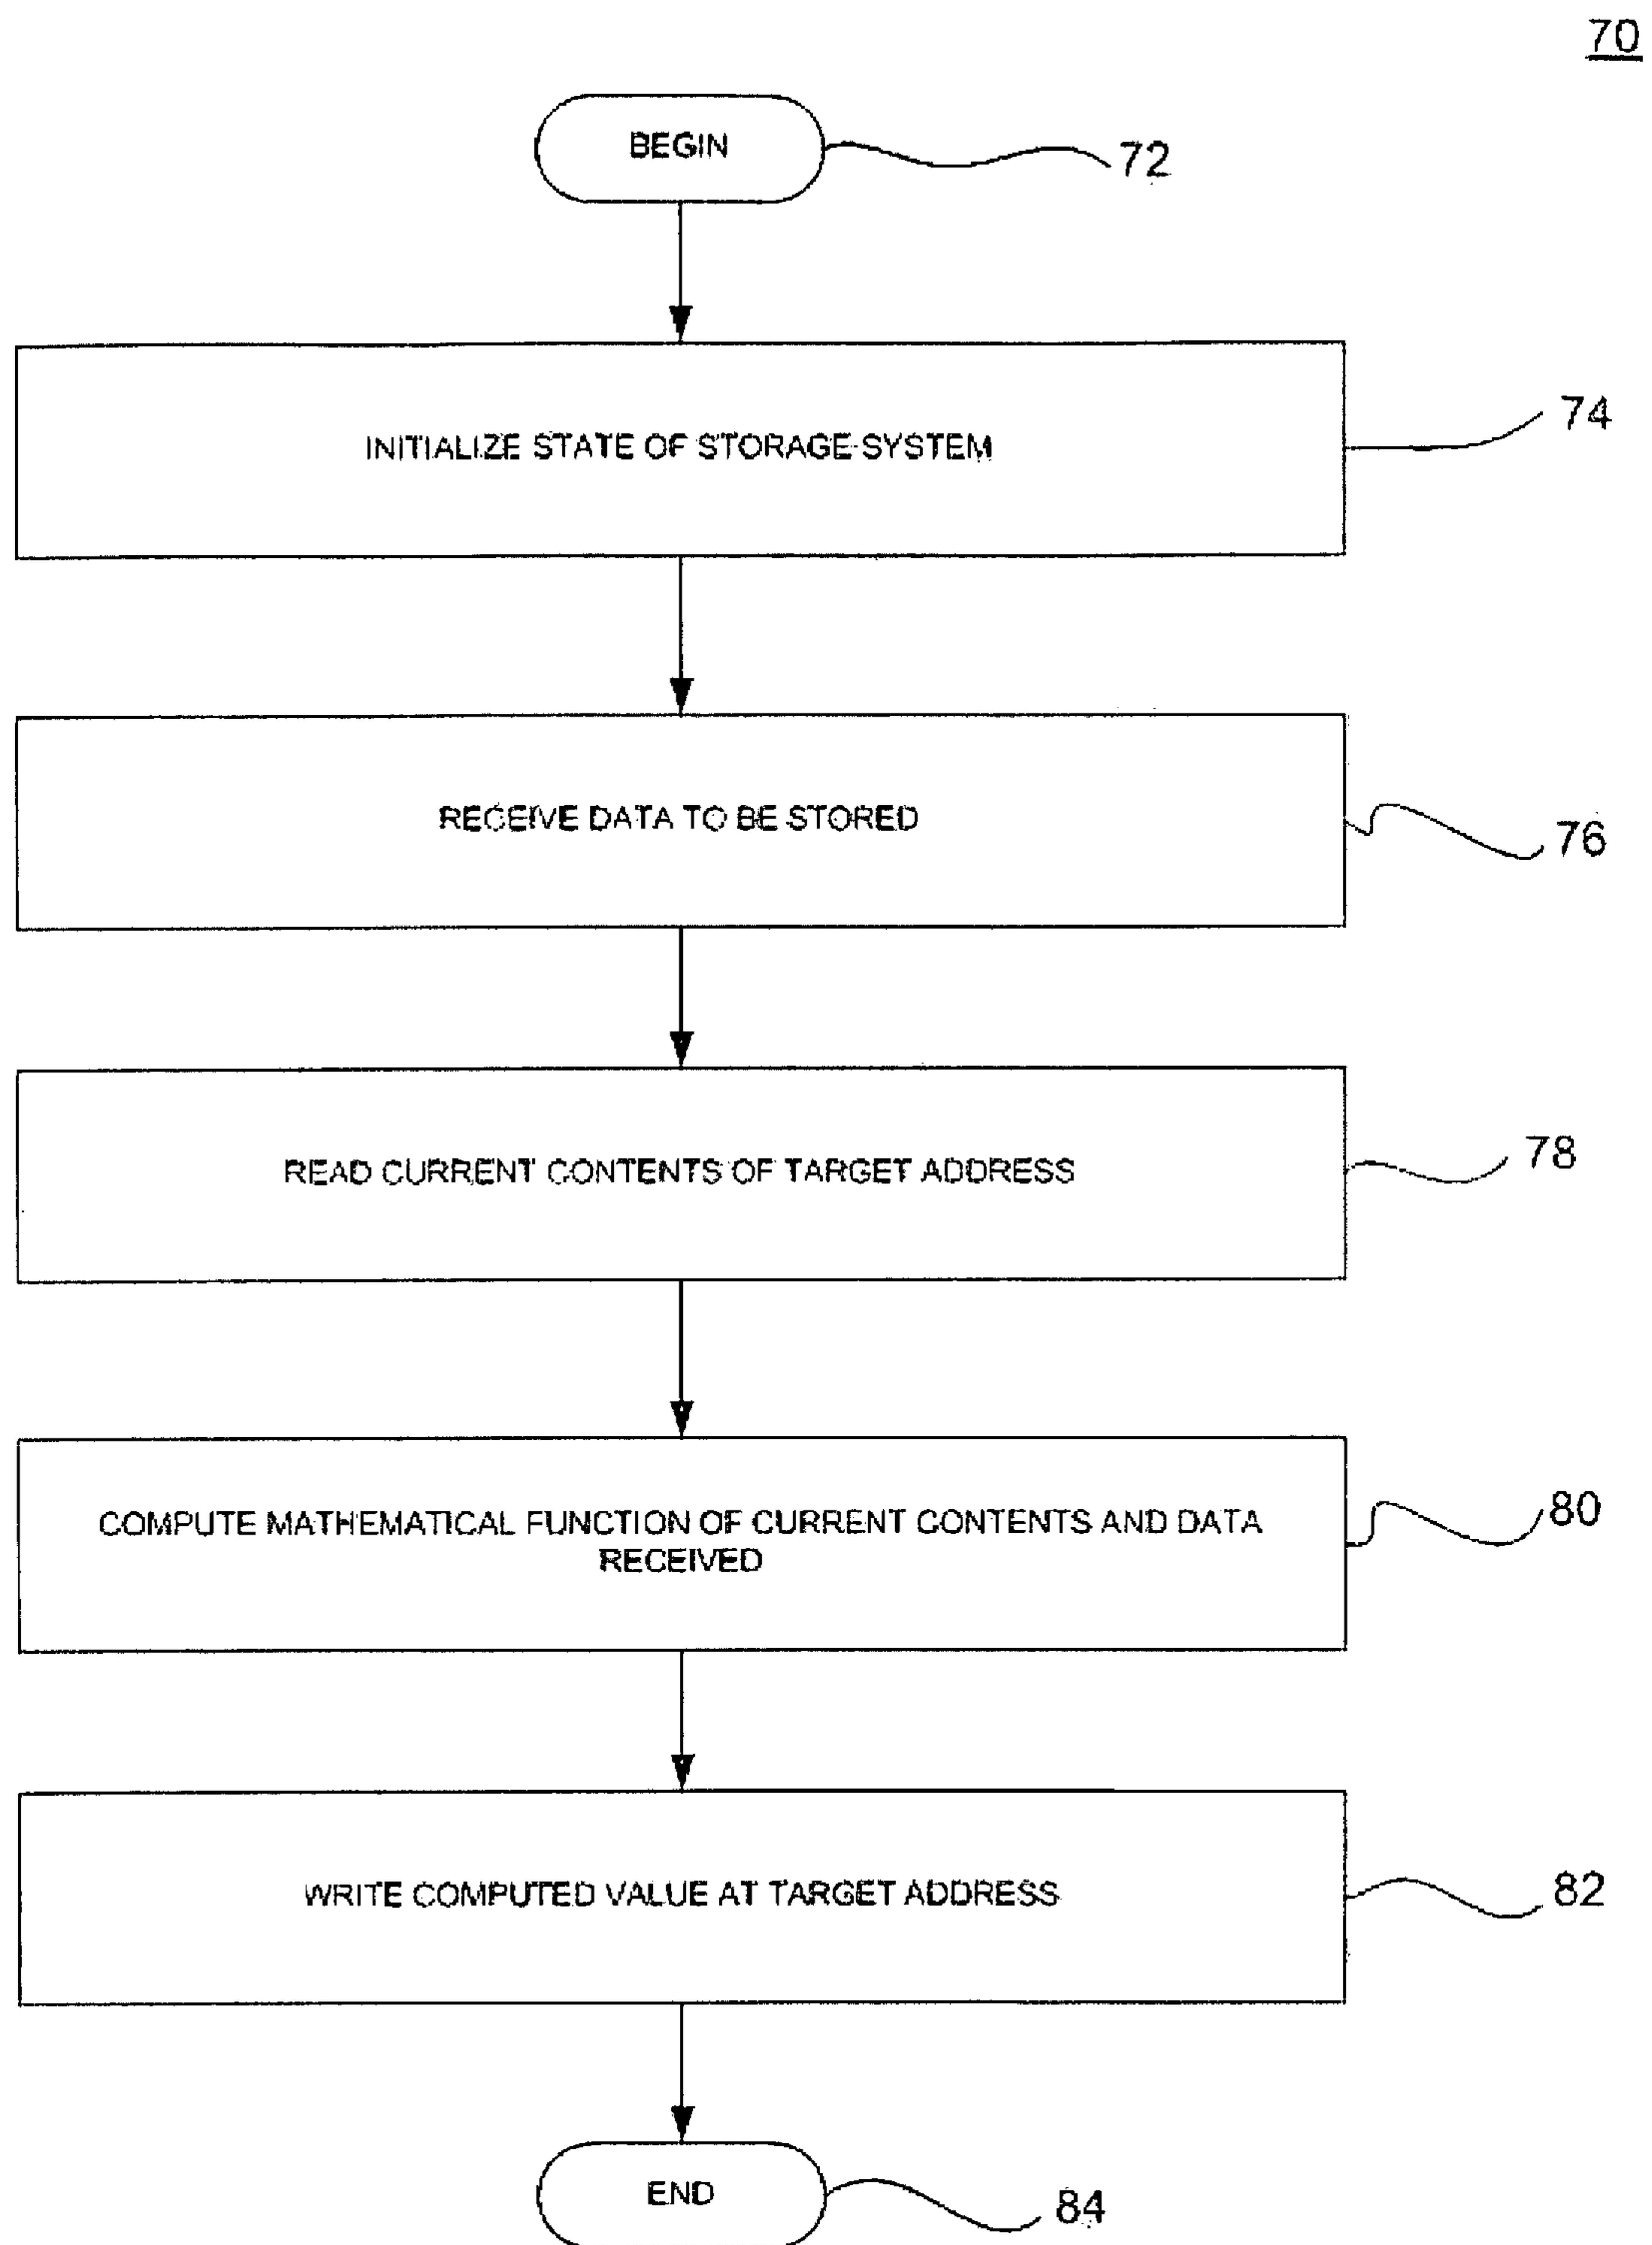 70
BEGIN
72
INITIALIZE STATE OF STORAGE SYSTEM
74
RECEIVE DATA TO BE STORED
76
READ CURRENT CONTENTS OF TARGET ADDRESS
78
COMPUTE MATHEMATICAL FUNCTION OF CURRENT CONTENTS AND DATA
RECEIVED
80
WRITE COMPUTED VALUE AT TARGET ADDRESS
82
END
84